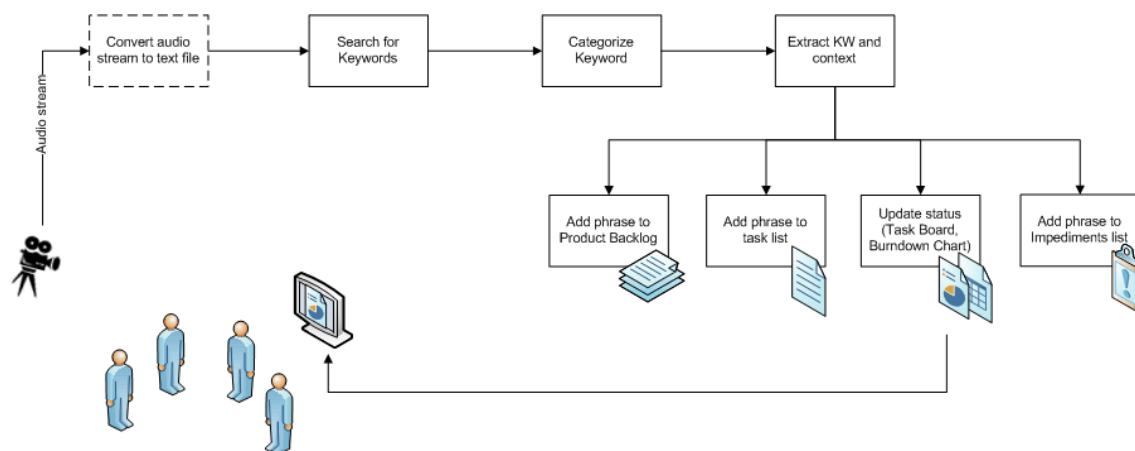 Convert audio
stream to text file
Search for
Keywords
Categorize
Keyword
Extract KW and
context
Audio stream
Add phrase to
Product Backlog
Add phrase to
task list
Update status
(Task Board,
Burndown Chart)
Add phrase to
Impediments list